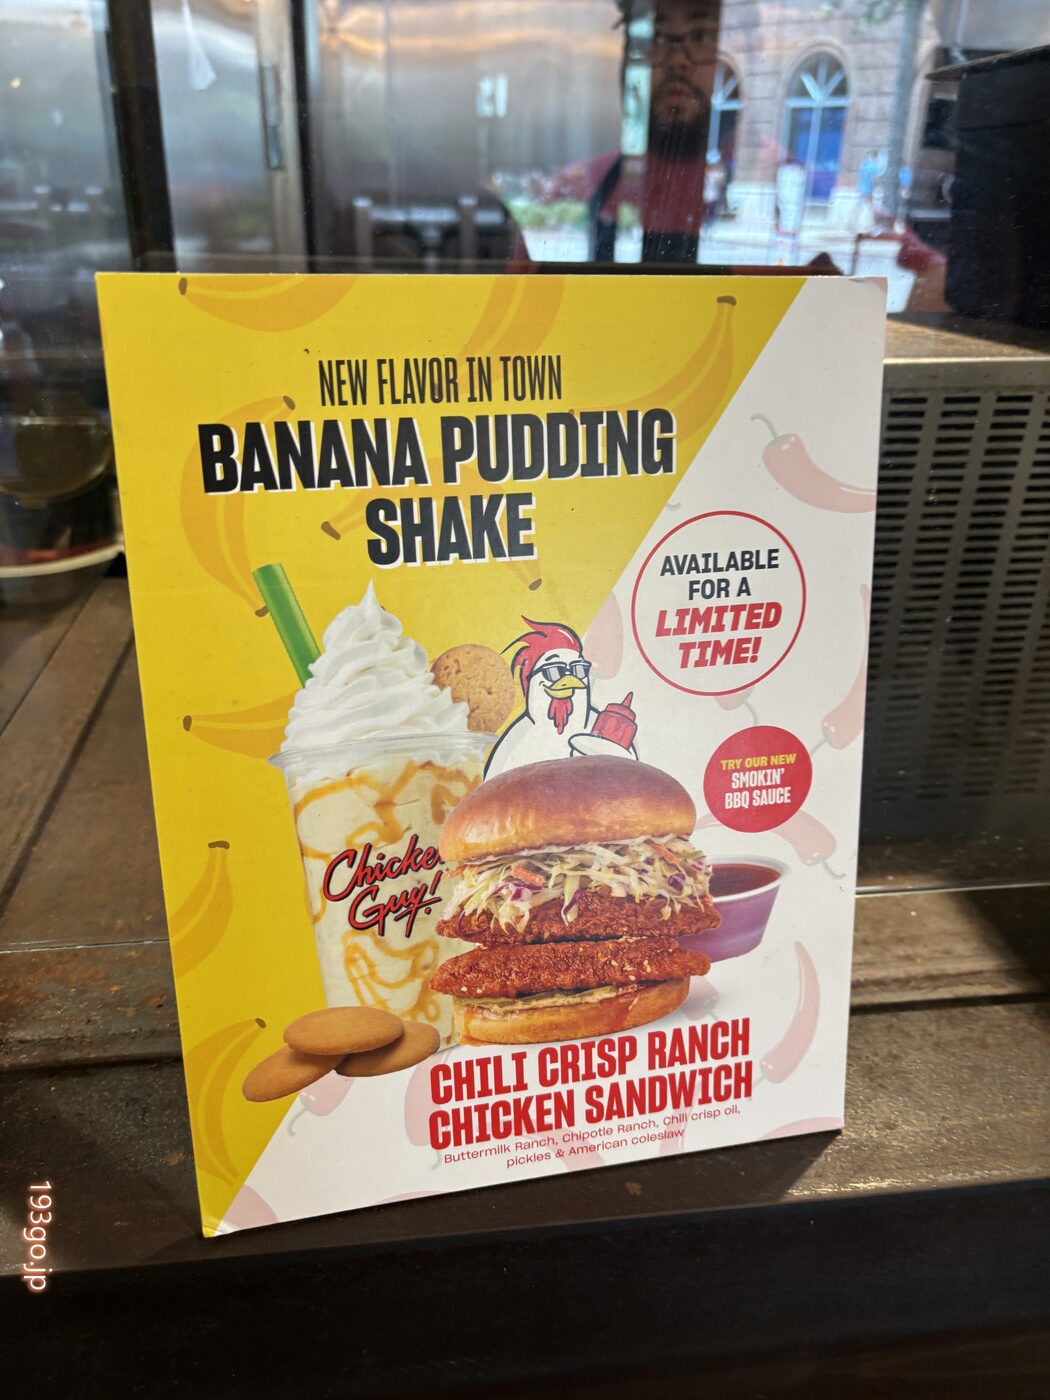 NEW FLAVOR IN TOWN
BANANA PUDDING
SHAKE
AVAILABLE
FOR A
LIMITED
TIME!
TRY OUR NEW
SMOKIN'
BBQ SAUCE
Chicken
Guy!
CHILI CRISP RANCH
CHICKEN SANDWICH
Buttermilk Ranch, Chipotle Ranch, Chili crisp oil,
pickles & American coleslaw
193go.jp